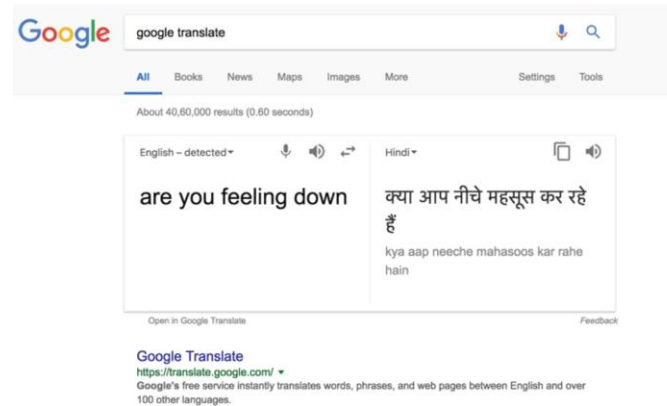 Google
google translate
All Books News Maps Images More Settings Tools
About 40,60,000 results (0.60 seconds)
English – detected
Hindi
are you feeling down
क्या आप नीचे महसूस कर रहे
हैं
kya aap neeche mahasoos kar rahe
hain
Open in Google Translate
Feedback
Google Translate
https://translate.google.com/
Google's free service instantly translates words, phrases, and web pages between English and over
100 other languages.